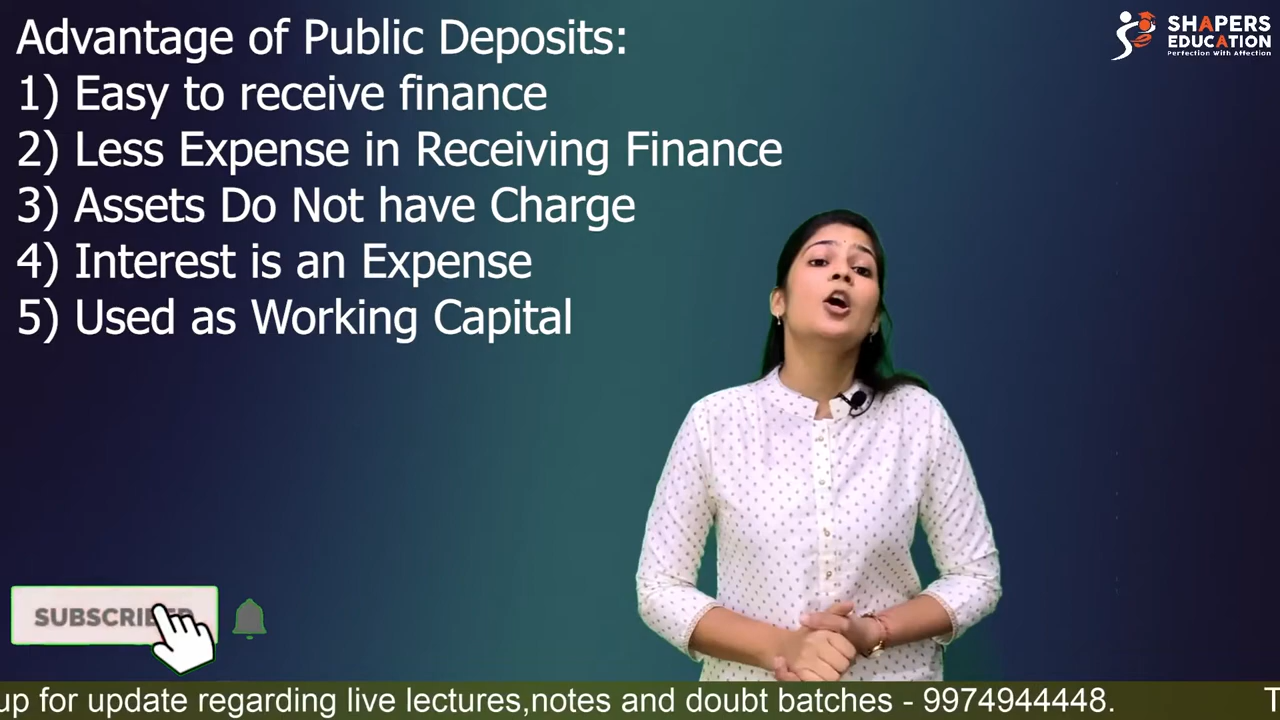 Advantage of Public Deposits:
1) Easy to receive finance
2) Less Expense in Receiving Finance
3) Assets Do Not have Charge
4) Interest is an Expense
5) Used as Working Capital
SHAPERS
EDUCATION
Perfection With Affection
up for update regarding live lectures,notes and doubt batches - 9974944448. T